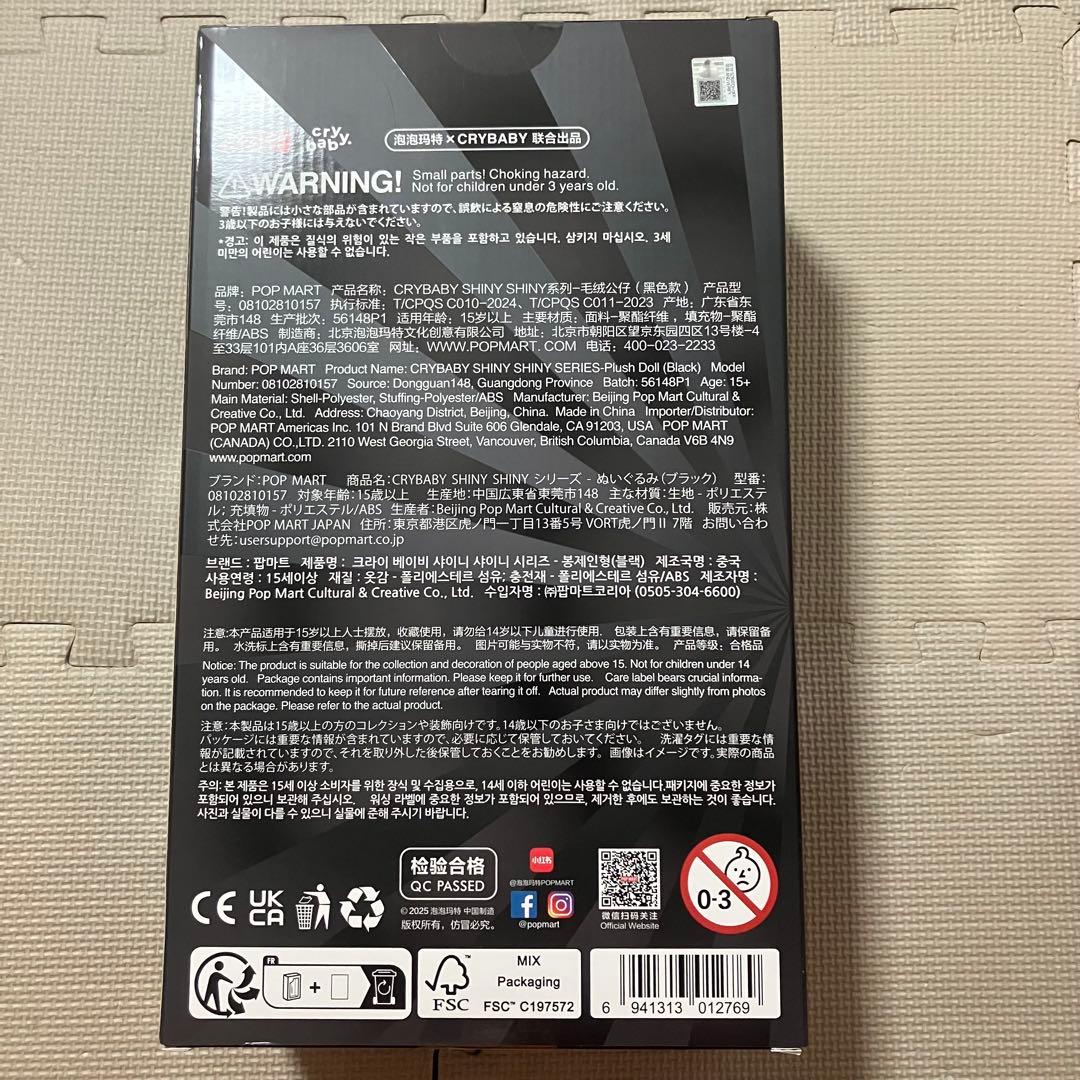 cry
baby.
泡泡玛特×CRYBABY 联合出品
WARNING! Small parts! Choking hazard.
Not for children under 3 years old.
警告!製品には小さな部品が含まれていますので、誤飲による窒息の危険性にご注意ください。
3歳以下のお子様には与えないでください。
*경고: 이 제품은 질식의 위험이 있는 작은 부품을 포함하고 있습니다. 삼키지 마십시오. 3세
미만의 어린이는 사용할 수 없습니다.
品牌：POP MART 产品名称：CRYBABY SHINY SHINY系列-毛绒公仔（黑色款） 产品型
号：08102810157 执行标准：T/CPQS C010-2024、T/CPQS C011-2023 产地：广东省东
莞市148 生产批次：56148P1 适用年龄：15岁以上 主要材质：面料-聚酯纤维，填充物-聚酯
纤维/ABS 制造商：北京泡泡玛特文化创意有限公司 地址：北京市朝阳区望京东园四区13号楼-4
至33层101内A座36层3606室 网址：WWW.POPMART.COM 电话：400-023-2233
Brand: POP MART Product Name: CRYBABY SHINY SHINY SERIES-Plush Doll (Black) Model
Number: 08102810157 Source: Dongguan148, Guangdong Province Batch: 56148P1 Age: 15+
Main Material: Shell-Polyester, Stuffing-Polyester/ABS Manufacturer: Beijing Pop Mart Cultural &
Creative Co., Ltd. Address: Chaoyang District, Beijing, China. Made in China Importer/Distributor:
POP MART Americas Inc. 101 N Brand Blvd Suite 606 Glendale, CA 91203, USA POP MART
(CANADA) CO.,LTD. 2110 West Georgia Street, Vancouver, British Columbia, Canada V6B 4N9
www.popmart.com
ブランド：POP MART 商品名：CRYBABY SHINY SHINY シリーズ - ぬいぐるみ（ブラック） 型番：
08102810157 対象年齢：15歳以上 生産地：中国広東省東莞市148 主な材質：生地 - ポリエステ
ル；充填物 - ポリエステル/ABS 生産者：Beijing Pop Mart Cultural & Creative Co., Ltd. 販売元：株
式会社POP MART JAPAN 住所：東京都港区虎ノ門一丁目13番5号 VORT虎ノ門Ⅱ 7階 お問い合わ
せ先：usersupport@popmart.co.jp
브랜드 : 팝마트 제품명 : 크라이 베이비 샤이니 샤이니 시리즈 - 봉제인형(블랙) 제조국명 : 중국
사용연령 : 15세이상 재질 : 옷감 - 폴리에스테르 섬유; 충전재 - 폴리에스테르 섬유/ABS 제조자명 :
Beijing Pop Mart Cultural & Creative Co., Ltd. 수입자명 : ㈜팝마트코리아 (0505-304-6600)
注意:本产品适用于15岁以上人士摆放，收藏使用，请勿给14岁以下儿童进行使用. 包装上含有重要信息，请保留备
用。 水洗标上含有重要信息，撕掉后建议保留备用。 图片可能与实物不符，请以实物为准。 产品等级：合格品
Notice: The product is suitable for the collection and decoration of people aged above 15. Not for children under 14
years old. Package contains important information. Please keep it for further use. Care label bears crucial informa-
tion. It is recommended to keep it for future reference after tearing it off. Actual product may differ slightly from photos
on the package. Please refer to the actual product.
注意：本製品は15歳以上の方のコレクションや装飾向けです。14歳以下のお子さま向けではございません。
パッケージには重要な情報が含まれていますので、必要に応じて保管しておいてください。 洗濯タグには重要な情
報が記載されていますので、それを取り外した後保管しておくことをお勧めします。画像はイメージです。実際の商品
とは異なる場合があります。
주의: 본 제품은 15세 이상 소비자를 위한 장식 및 수집용으로, 14세 이하 어린이는 사용할 수 없습니다.패키지에 중요한 정보가
포함되어 있으니 보관해 주십시오. 워싱 라벨에 중요한 정보가 포함되어 있으므로, 제거한 후에도 보관하는 것이 좋습니다.
사진과 실물이 다를 수 있으니 실물에 준해 주시기 바랍니다.
检验合格
QC PASSED
小红书
@泡泡玛特POPMART
@popmart
© 2025 泡泡玛特 中国制造
版权所有，仿冒必究。
微信扫码关注
Official Website
0-3
CE
UK
CA
FR
+
FSC
MIX
Packaging
FSC™ C197572
6 941313 012769